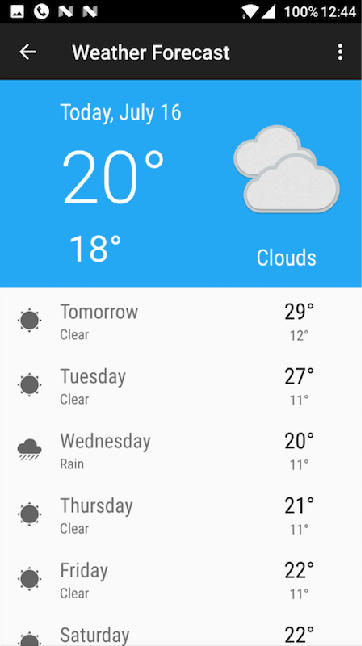 100% 12:44
Weather Forecast
Today, July 16
20°
18°
Clouds
Tomorrow 29°
Clear 12°
Tuesday 27°
Clear 11°
Wednesday 20°
Rain 11°
Thursday 21°
Clear 11°
Friday 22°
Clear 11°
Saturday 22°